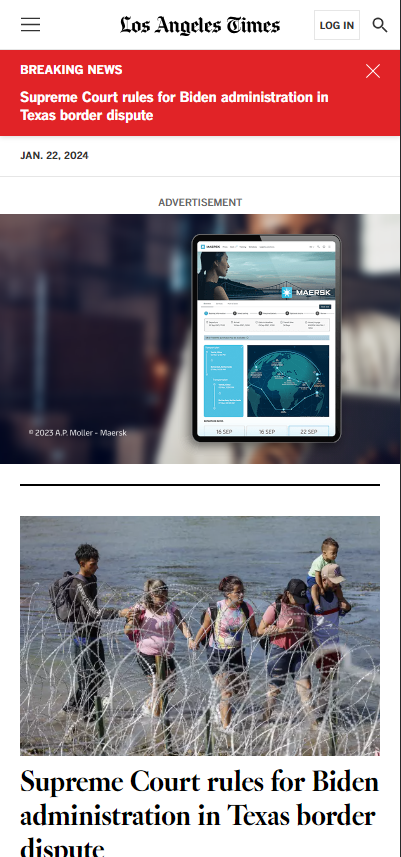 Los Angeles Times
LOG IN
BREAKING NEWS
Supreme Court rules for Biden administration in
Texas border dispute
JAN. 22, 2024
ADVERTISEMENT
MAERSK
MAERSK
16 SEP
16 SEP
22 SEP
© 2023 A.P. Moller - Maersk
Supreme Court rules for Biden
administration in Texas border
dispute